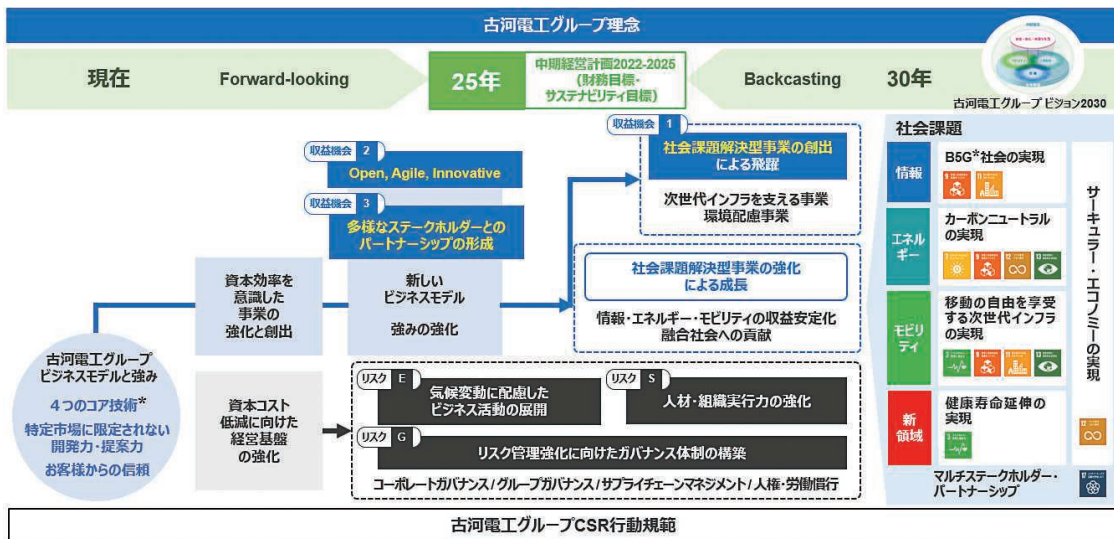 古河電工グループ理念
現在
Forward-looking
25年
中期経営計画2022-2025
(財務目標・
サステナビリティ目標)
Backcasting
30年
古河電工グループ ビジョン2030
収益機会 1
社会課題解決型事業の創出
による飛躍
次世代インフラを支える事業
環境配慮事業
収益機会 2
Open, Agile, Innovative
収益機会 3
多様なステークホルダーとの
パートナーシップの形成
社会課題解決型事業の強化
による成長
情報・エネルギー・モビリティの収益安定化
融合社会への貢献
資本効率を
意識した
事業の
強化と創出
新しい
ビジネスモデル
強みの強化
古河電工グループ
ビジネスモデルと強み
4つのコア技術*
特定市場に限定されない
開発力・提案力
お客様からの信頼
資本コスト
低減に向けた
経営基盤
の強化
リスク E
気候変動に配慮した
ビジネス活動の展開
リスク S
人材・組織実行力の強化
リスク G
リスク管理強化に向けたガバナンス体制の構築
コーポレートガバナンス/グループガバナンス/サプライチェーンマネジメント/人権・労働慣行
社会課題
情報
B5G*社会の実現
エネル
ギー
カーボンニュートラル
の実現
モビリ
ティ
移動の自由を享受
する次世代インフラ
の実現
新
領域
健康寿命延伸の
実現
サーキュラー・エコノミーの実現
マルチステークホルダー・
パートナーシップ
古河電工グループCSR行動規範